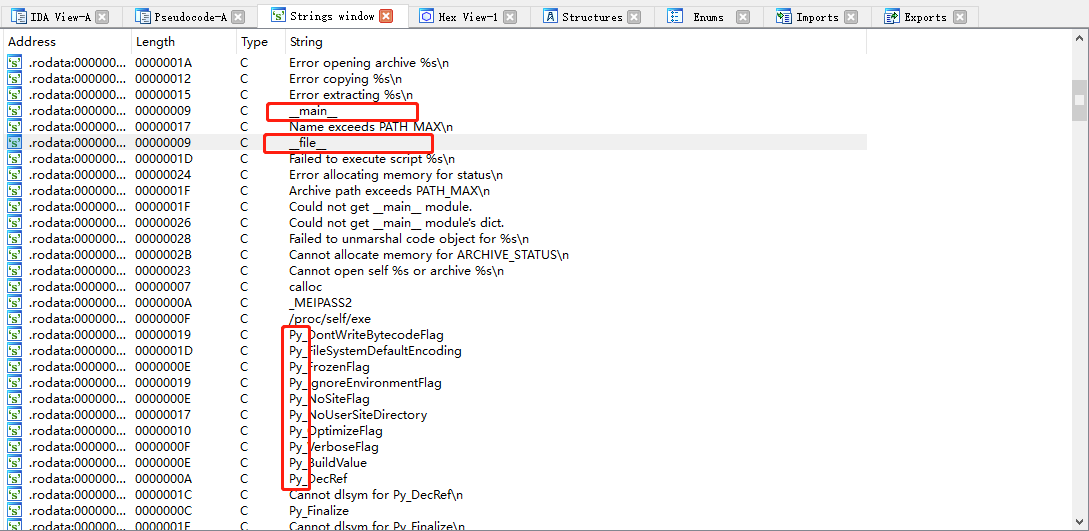 IDA View-A Pseudocode-A Strings window Hex View-1 Structures Enums Imports Exports
Address Length Type String
.rodata:000000... 0000001A C Error opening archive %s\n
.rodata:000000... 00000012 C Error copying %s\n
.rodata:000000... 00000015 C Error extracting %s\n
.rodata:000000... 00000009 C __main__
.rodata:000000... 00000017 C Name exceeds PATH_MAX\n
.rodata:000000... 00000009 C __file__
.rodata:000000... 0000001D C Failed to execute script %s\n
.rodata:000000... 00000024 C Error allocating memory for status\n
.rodata:000000... 0000001F C Archive path exceeds PATH_MAX\n
.rodata:000000... 0000001F C Could not get __main__ module.
.rodata:000000... 00000026 C Could not get __main__ module's dict.
.rodata:000000... 00000028 C Failed to unmarshal code object for %s\n
.rodata:000000... 0000002B C Cannot allocate memory for ARCHIVE_STATUS\n
.rodata:000000... 00000023 C Cannot open self %s or archive %s\n
.rodata:000000... 00000007 C calloc
.rodata:000000... 0000000A C _MEIPASS2
.rodata:000000... 0000000F C /proc/self/exe
.rodata:000000... 00000019 C Py_DontWriteBytecodeFlag
.rodata:000000... 0000001D C Py_FileSystemDefaultEncoding
.rodata:000000... 0000000E C Py_FrozenFlag
.rodata:000000... 00000019 C Py_IgnoreEnvironmentFlag
.rodata:000000... 0000000E C Py_NoSiteFlag
.rodata:000000... 00000017 C Py_NoUserSiteDirectory
.rodata:000000... 00000010 C Py_OptimizeFlag
.rodata:000000... 0000000F C Py_VerboseFlag
.rodata:000000... 0000000E C Py_BuildValue
.rodata:000000... 0000000A C Py_DecRef
.rodata:000000... 0000001C C Cannot dlsym for Py_DecRef\n
.rodata:000000... 0000000C C Py_Finalize
.rodata:000000... 0000001E C Cannot dlsym for Py_Finalize\n